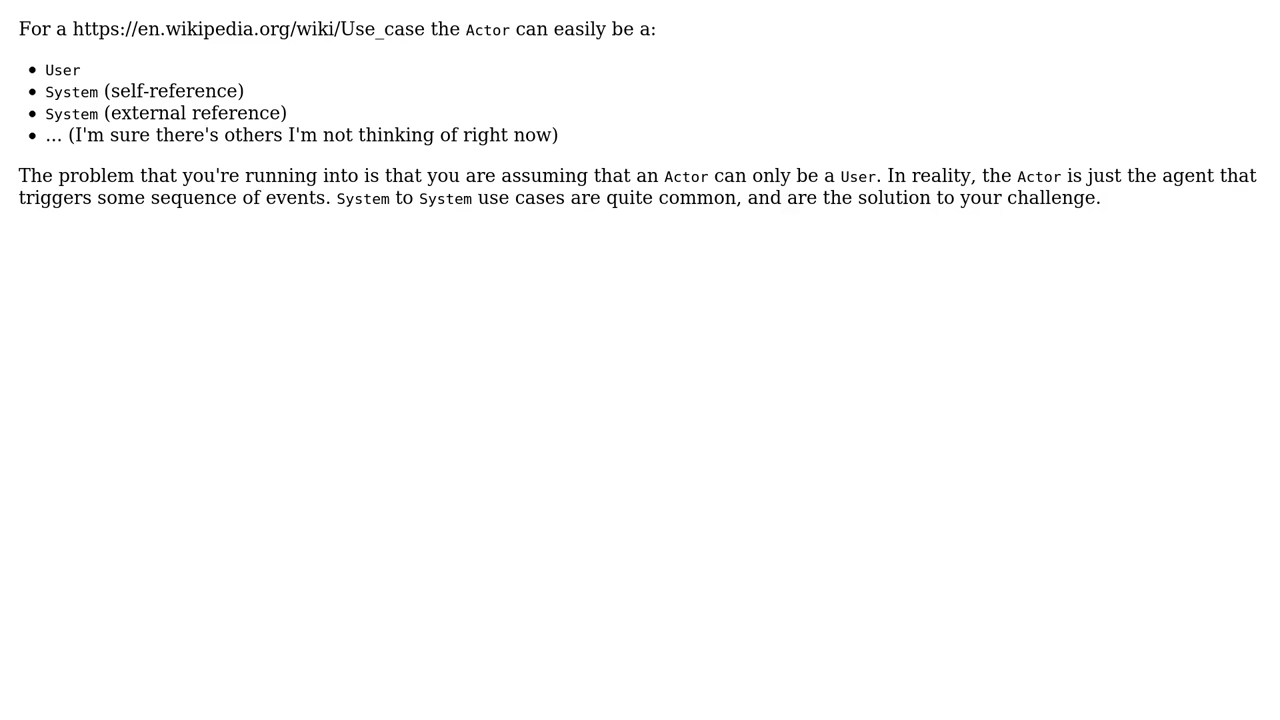 For a https://en.wikipedia.org/wiki/Use_case the Actor can easily be a:
• User
• System (self-reference)
• System (external reference)
• ... (I'm sure there's others I'm not thinking of right now)
The problem that you're running into is that you are assuming that an Actor can only be a User. In reality, the Actor is just the agent that
triggers some sequence of events. System to System use cases are quite common, and are the solution to your challenge.